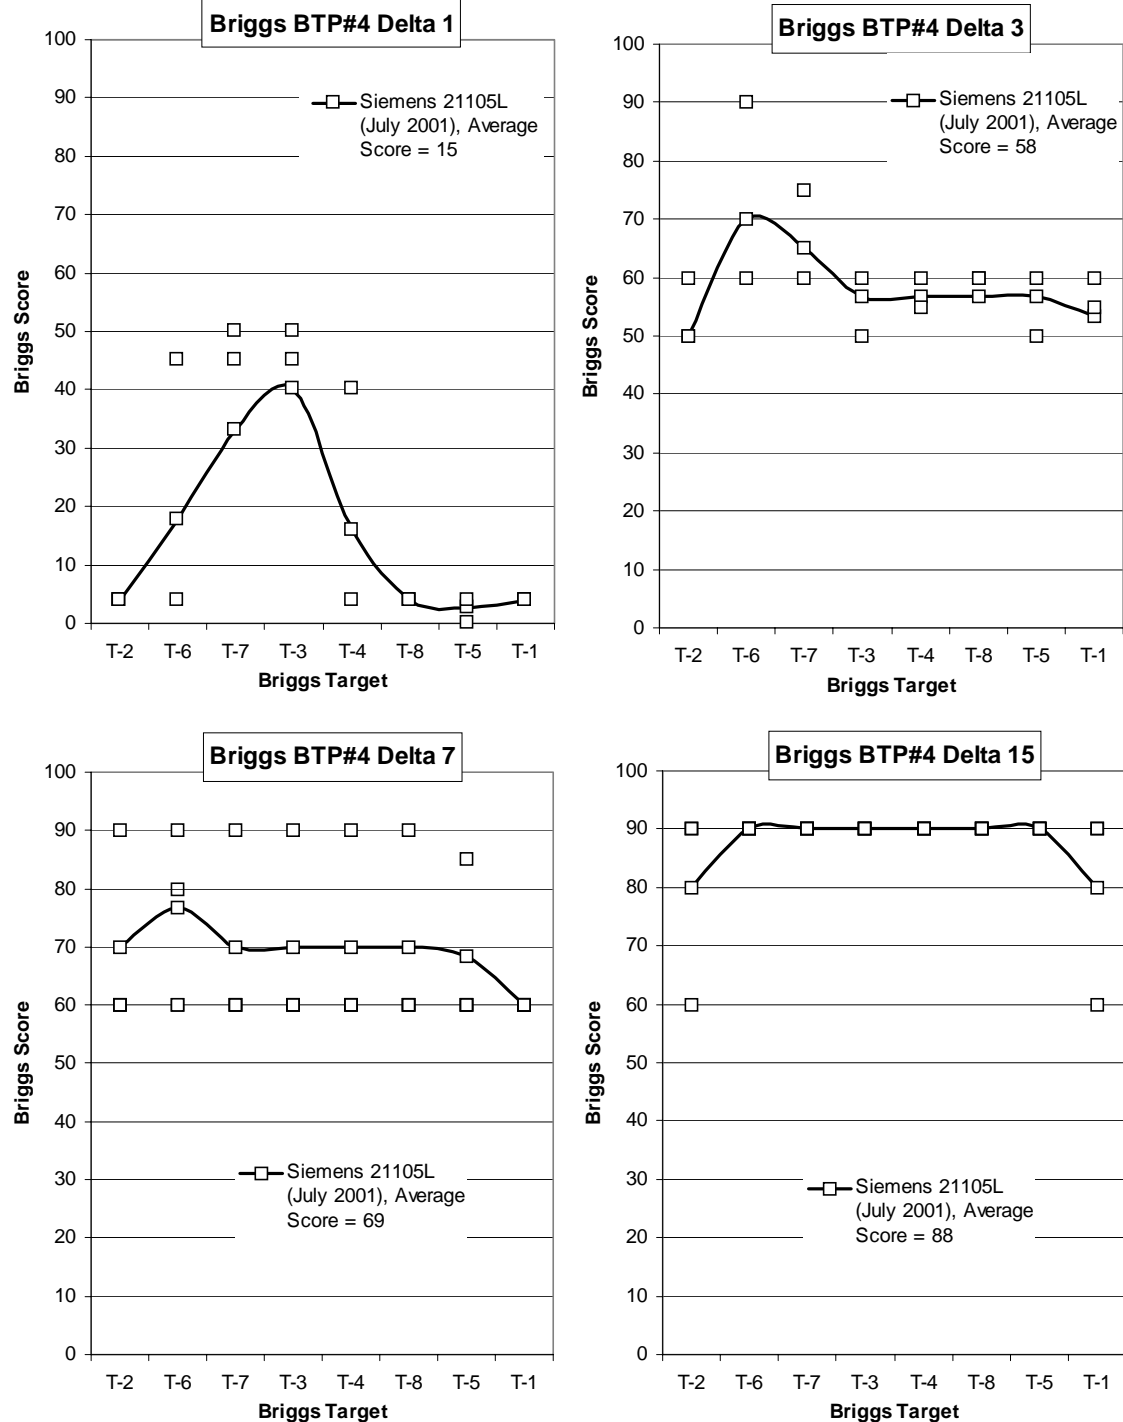 Briggs BTP#4 Delta 1
100
90
80
70
60
50
40
30
20
10
0
Briggs Score
Siemens 21105L
(July 2001), Average
Score = 15
T-2 T-6 T-7 T-3 T-4 T-8 T-5 T-1
Briggs Target
Briggs BTP#4 Delta 3
100
90
80
70
60
50
40
30
20
10
0
Briggs Score
Siemens 21105L
(July 2001), Average
Score = 58
T-2 T-6 T-7 T-3 T-4 T-8 T-5 T-1
Briggs Target
Briggs BTP#4 Delta 7
100
90
80
70
60
50
40
30
20
10
0
Briggs Score
Siemens 21105L
(July 2001), Average
Score = 69
T-2 T-6 T-7 T-3 T-4 T-8 T-5 T-1
Briggs Target
Briggs BTP#4 Delta 15
100
90
80
70
60
50
40
30
20
10
0
Briggs Score
Siemens 21105L
(July 2001), Average
Score = 88
T-2 T-6 T-7 T-3 T-4 T-8 T-5 T-1
Briggs Target